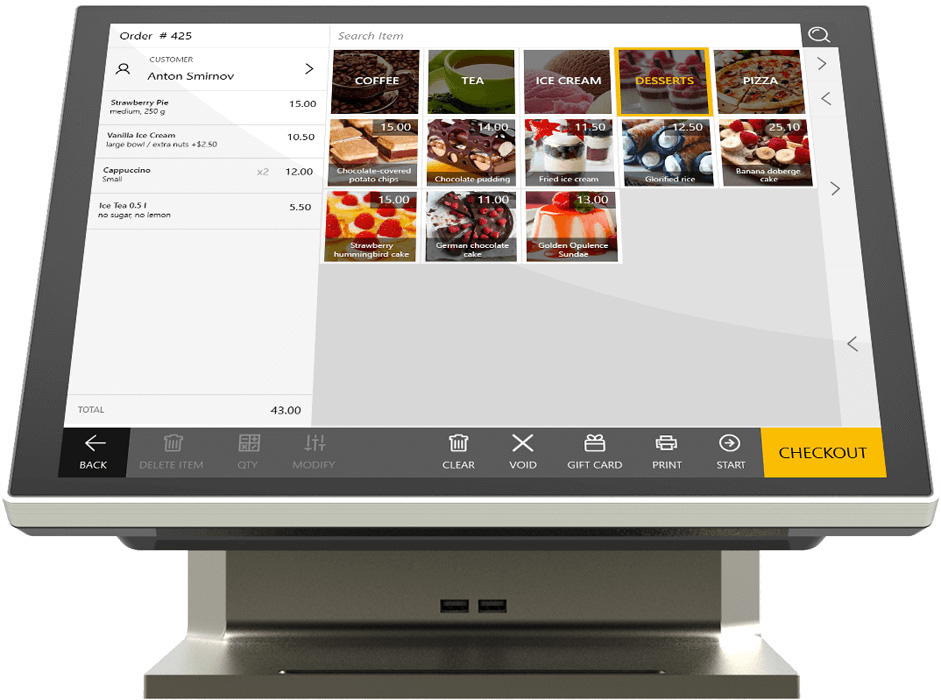 Order # 425
Search Item
CUSTOMER
Anton Smirnov
Strawberry Pie 15.00
medium, 250 g
Vanilla Ice Cream 10.50
large bowl / extra nuts +$2.50
Cappuccino x2 12.00
Small
Ice Tea 0.5 l 5.50
no sugar, no lemon
TOTAL 43.00
COFFEE
TEA
ICE CREAM
DESSERTS
PIZZA
15.00
Chocolate-covered
potato chips
14.00
Chocolate pudding
11.50
Fried ice cream
12.50
Glorified rice
25.10
Banana doberge
cake
15.00
Strawberry
hummingbird cake
11.00
German chocolate
cake
13.00
Golden Opulence
Sundae
BACK
DELETE ITEM
QTY
MODIFY
CLEAR
VOID
GIFT CARD
PRINT
START
CHECKOUT